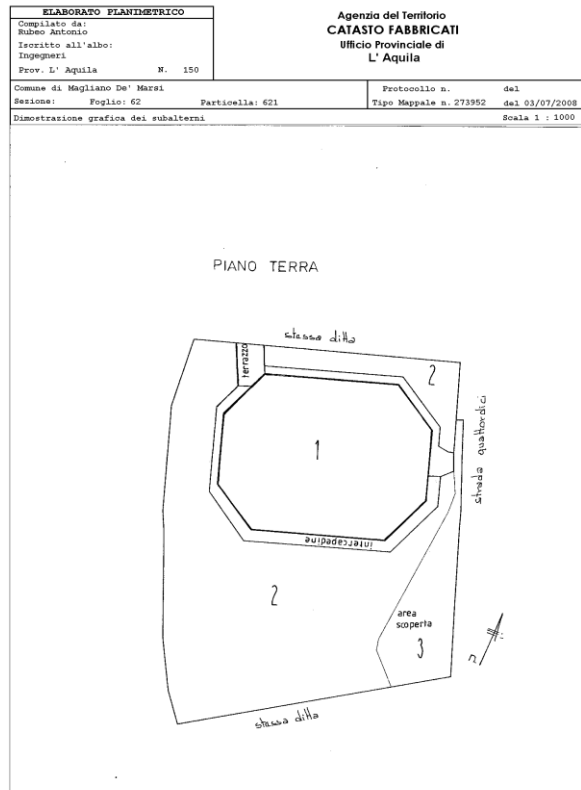 ELABORATO PLANIMETRICO
Compilato da:
Rubeo Antonio
Iscritto all'albo:
Ingegneri
Prov. L' Aquila N. 150
Agenzia del Territorio
CATASTO FABBRICATI
Ufficio Provinciale di
L' Aquila
Comune di Magliano De' Marsi
Sezione: Foglio: 62 Particella: 621
Protocollo n. del
Tipo Mappale n. 273952 del 03/07/2008
Dimostrazione grafica dei subalterni Scala 1 : 1000
PIANO TERRA
stessa ditta
terrazzo
2
strada quattordici
1
intercapedine
2
area
scoperta
3
n
stessa ditta